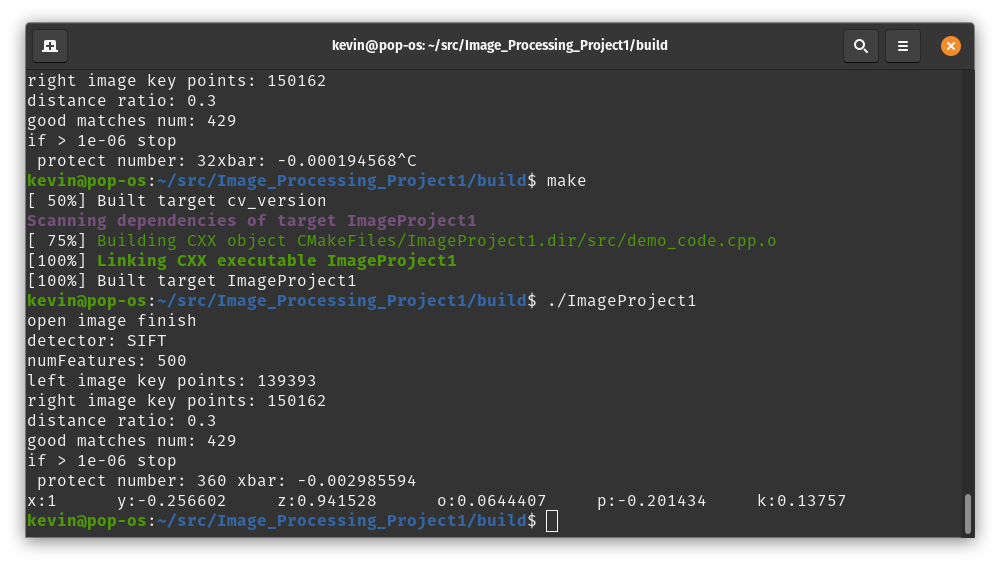 kevin@pop-os: ~/src/Image_Processing_Project1/build
right image key points: 150162
distance ratio: 0.3
good matches num: 429
if > 1e-06 stop
 protect number: 32xbar: -0.000194568^C
kevin@pop-os:~/src/Image_Processing_Project1/build$ make
[ 50%] Built target cv_version
Scanning dependencies of target ImageProject1
[ 75%] Building CXX object CMakeFiles/ImageProject1.dir/src/demo_code.cpp.o
[100%] Linking CXX executable ImageProject1
[100%] Built target ImageProject1
kevin@pop-os:~/src/Image_Processing_Project1/build$ ./ImageProject1
open image finish
detector: SIFT
numFeatures: 500
left image key points: 139393
right image key points: 150162
distance ratio: 0.3
good matches num: 429
if > 1e-06 stop
 protect number: 360 xbar: -0.002985594
x:1      y:-0.256602     z:0.941528      o:0.0644407     p:-0.201434     k:0.13757
kevin@pop-os:~/src/Image_Processing_Project1/build$